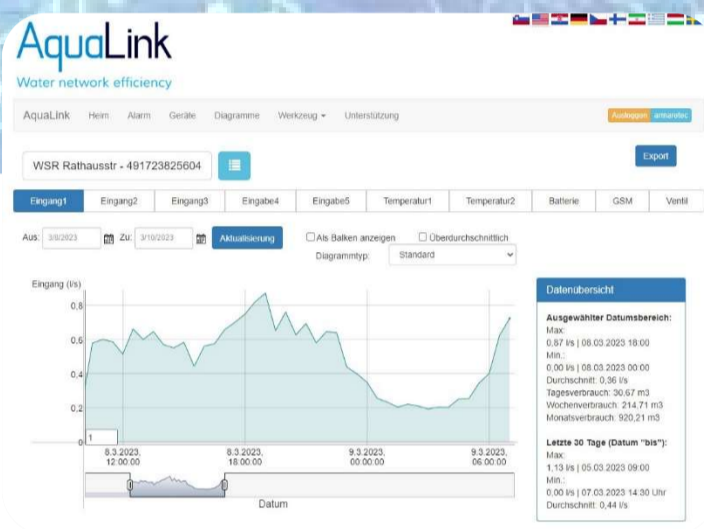 AquaLink
Water network efficiency
AquaLink Heim Alarm Geräte Diagramme Werkzeug Unterstützung Ausloggen armarotec
WSR Rathausstr - 491723825604
Export
Eingang1 Eingang2 Eingang3 Eingabe4 Eingabe5 Temperatur1 Temperatur2 Batterie GSM Ventil
Aus: 3/8/2023 Zu: 3/10/2023 Aktualisierung Als Balken anzeigen Überdurchschnittlich
Diagrammtyp: Standard
Eingang (l/s)
0,8
0,6
0,4
0,2
0
1
8.3.2023. 8.3.2023. 9.3.2023. 9.3.2023.
12:00:00 18:00:00 00:00:00 06:00:00
Datum
Datenübersicht
Ausgewählter Datumsbereich:
Max:
0,87 l/s | 08.03.2023 18:00
Min.:
0,00 l/s | 08.03.2023 00:00
Durchschnitt: 0,36 l/s
Tagesverbrauch: 30,67 m3
Wochenverbrauch: 214,71 m3
Monatsverbrauch: 920,21 m3
Letzte 30 Tage (Datum "bis"):
Max:
1,13 l/s | 05.03.2023 09:00
Min.:
0,00 l/s | 07.03.2023 14:30 Uhr
Durchschnitt: 0,44 l/s